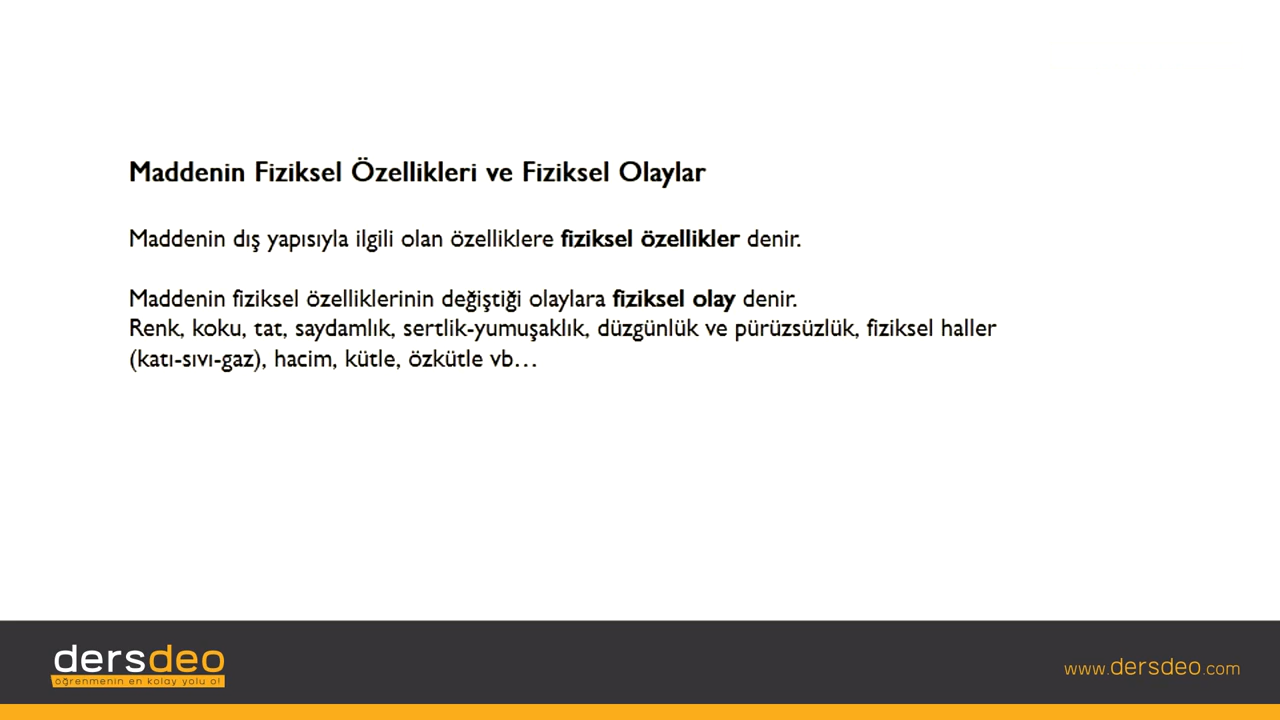 Maddenin Fiziksel Özellikleri ve Fiziksel Olaylar
Maddenin dış yapısıyla ilgili olan özelliklere fiziksel özellikler denir.
Maddenin fiziksel özelliklerinin değiştiği olaylara fiziksel olay denir.
Renk, koku, tat, saydamlık, sertlik-yumuşaklık, düzgünlük ve pürüzsüzlük, fiziksel haller
(katı-sıvı-gaz), hacim, kütle, özkütle vb...
dersdeo
öğrenmenin en kolay yolu o!
www.dersdeo.com